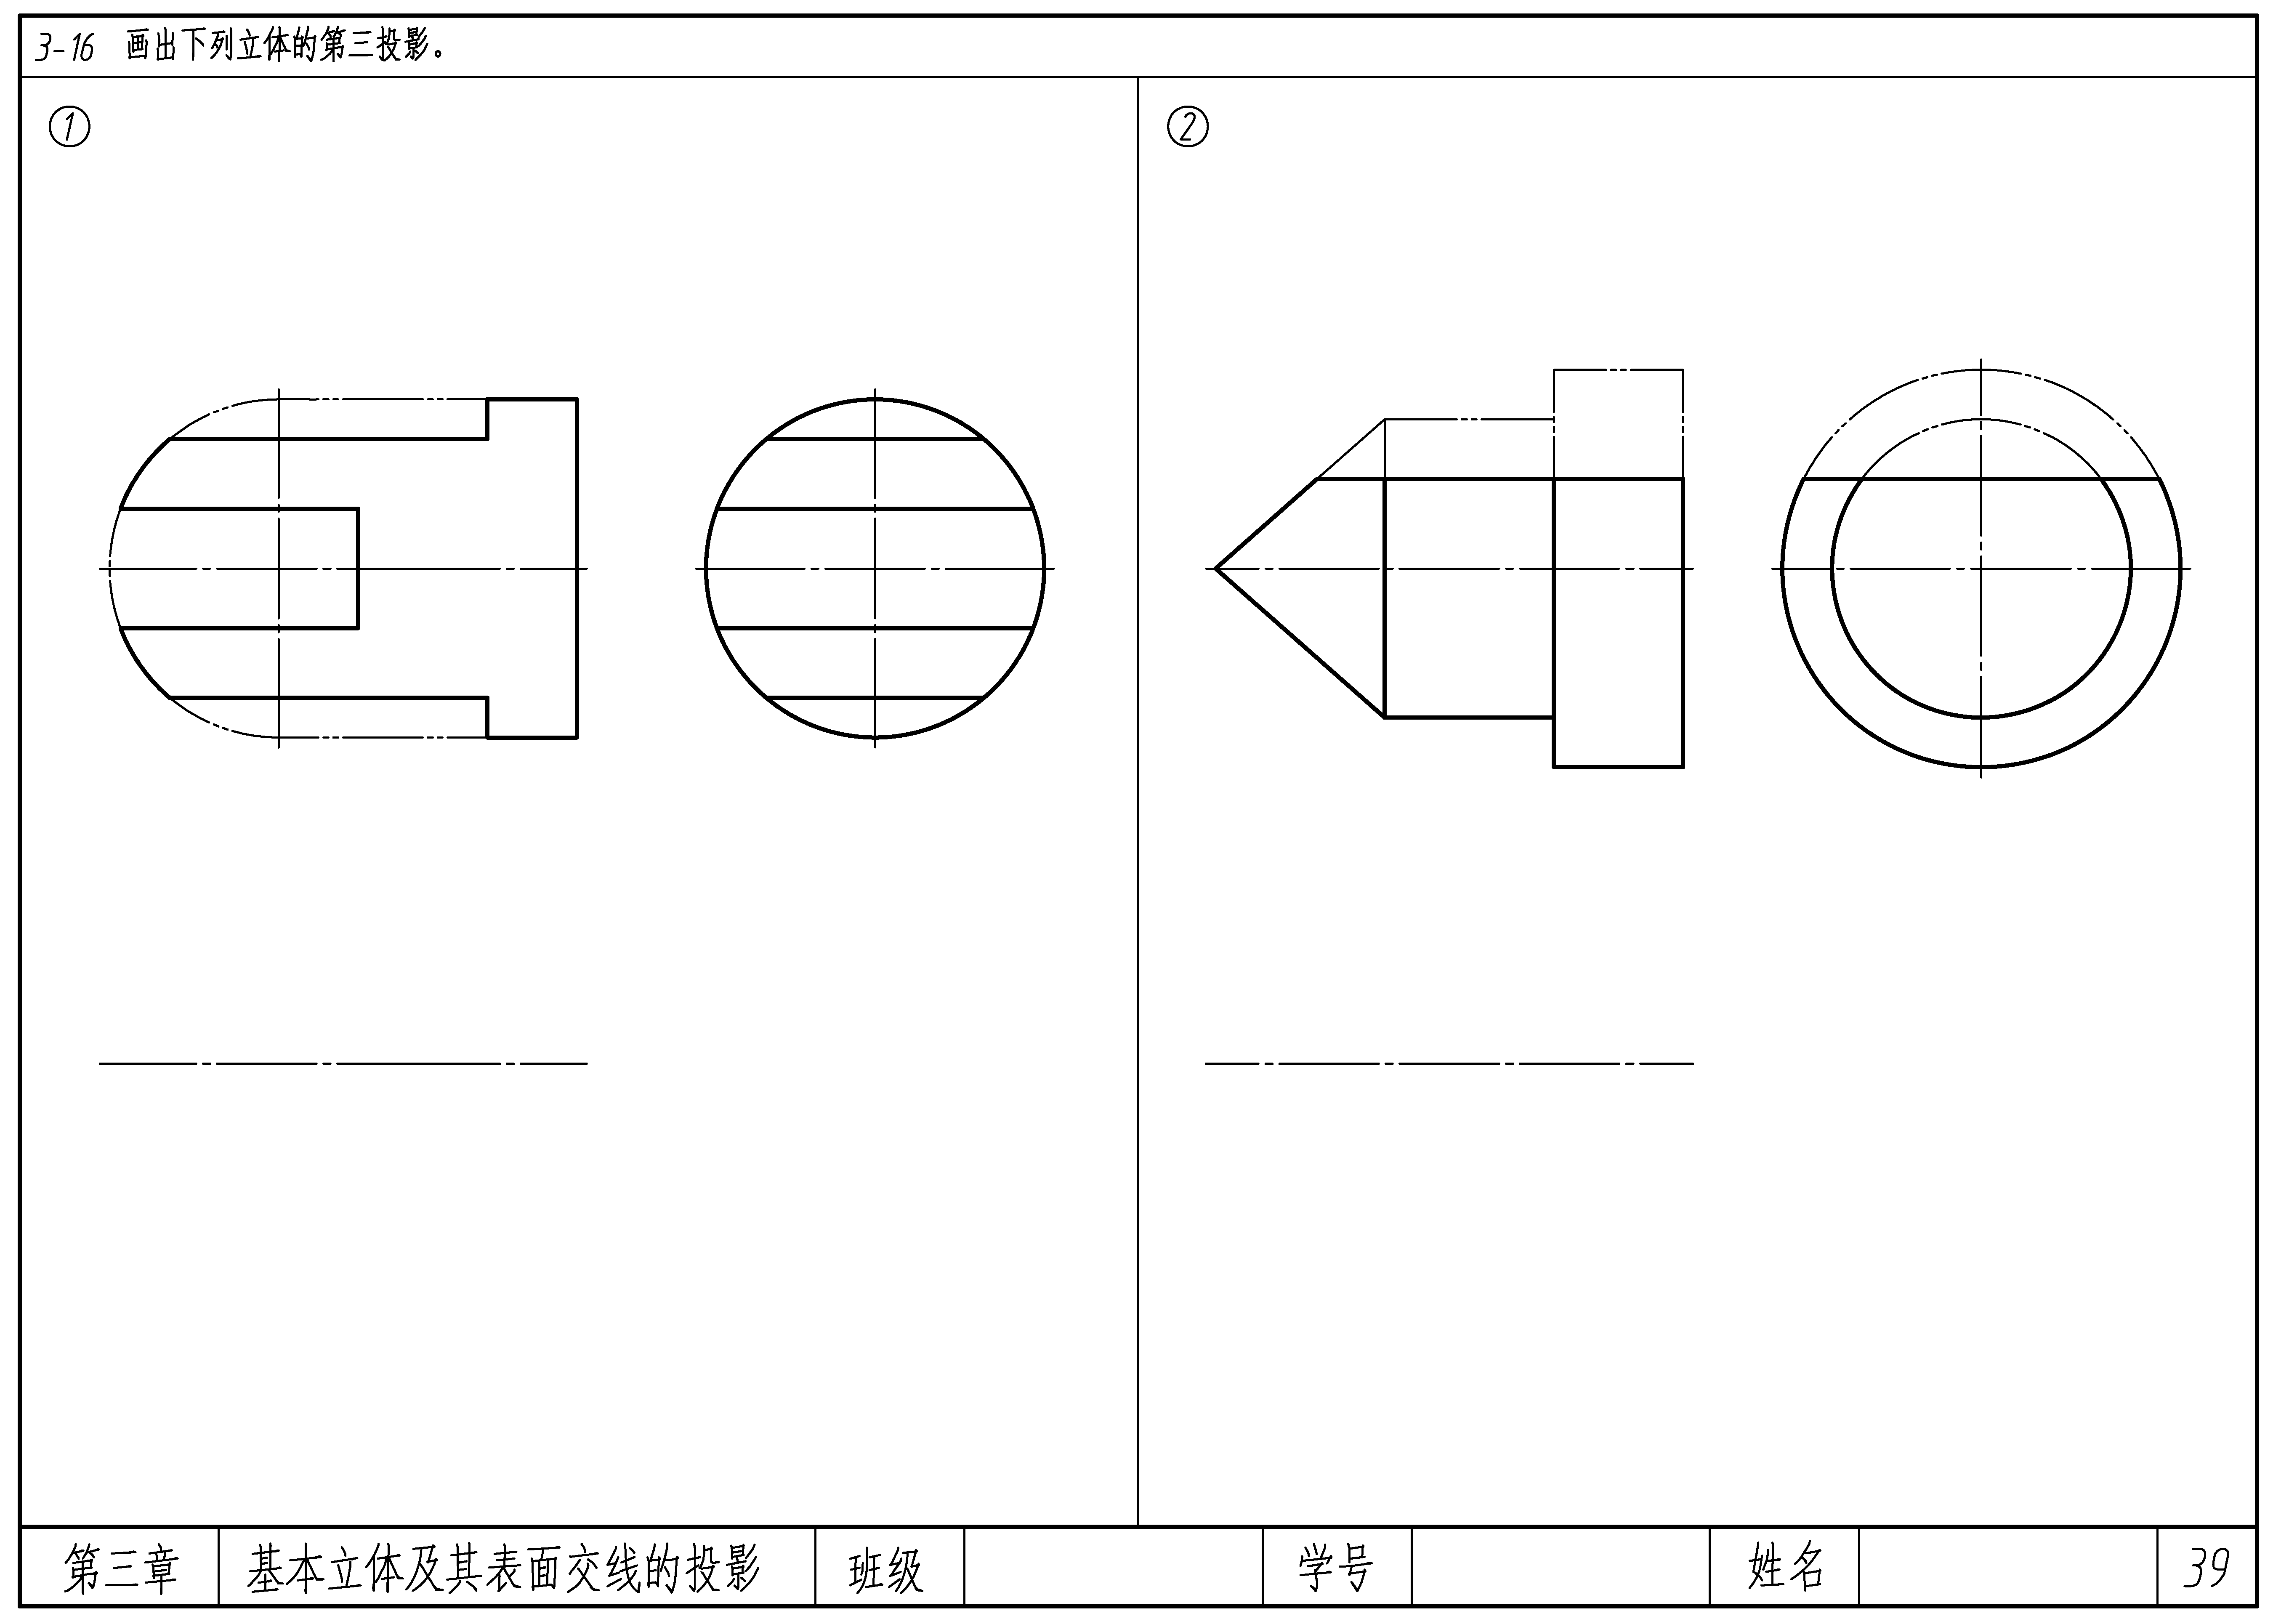 3-16 画出下列立体的第三投影。
① ②
第三章 基本立体及其表面交线的投影 班级 学号 姓名 39